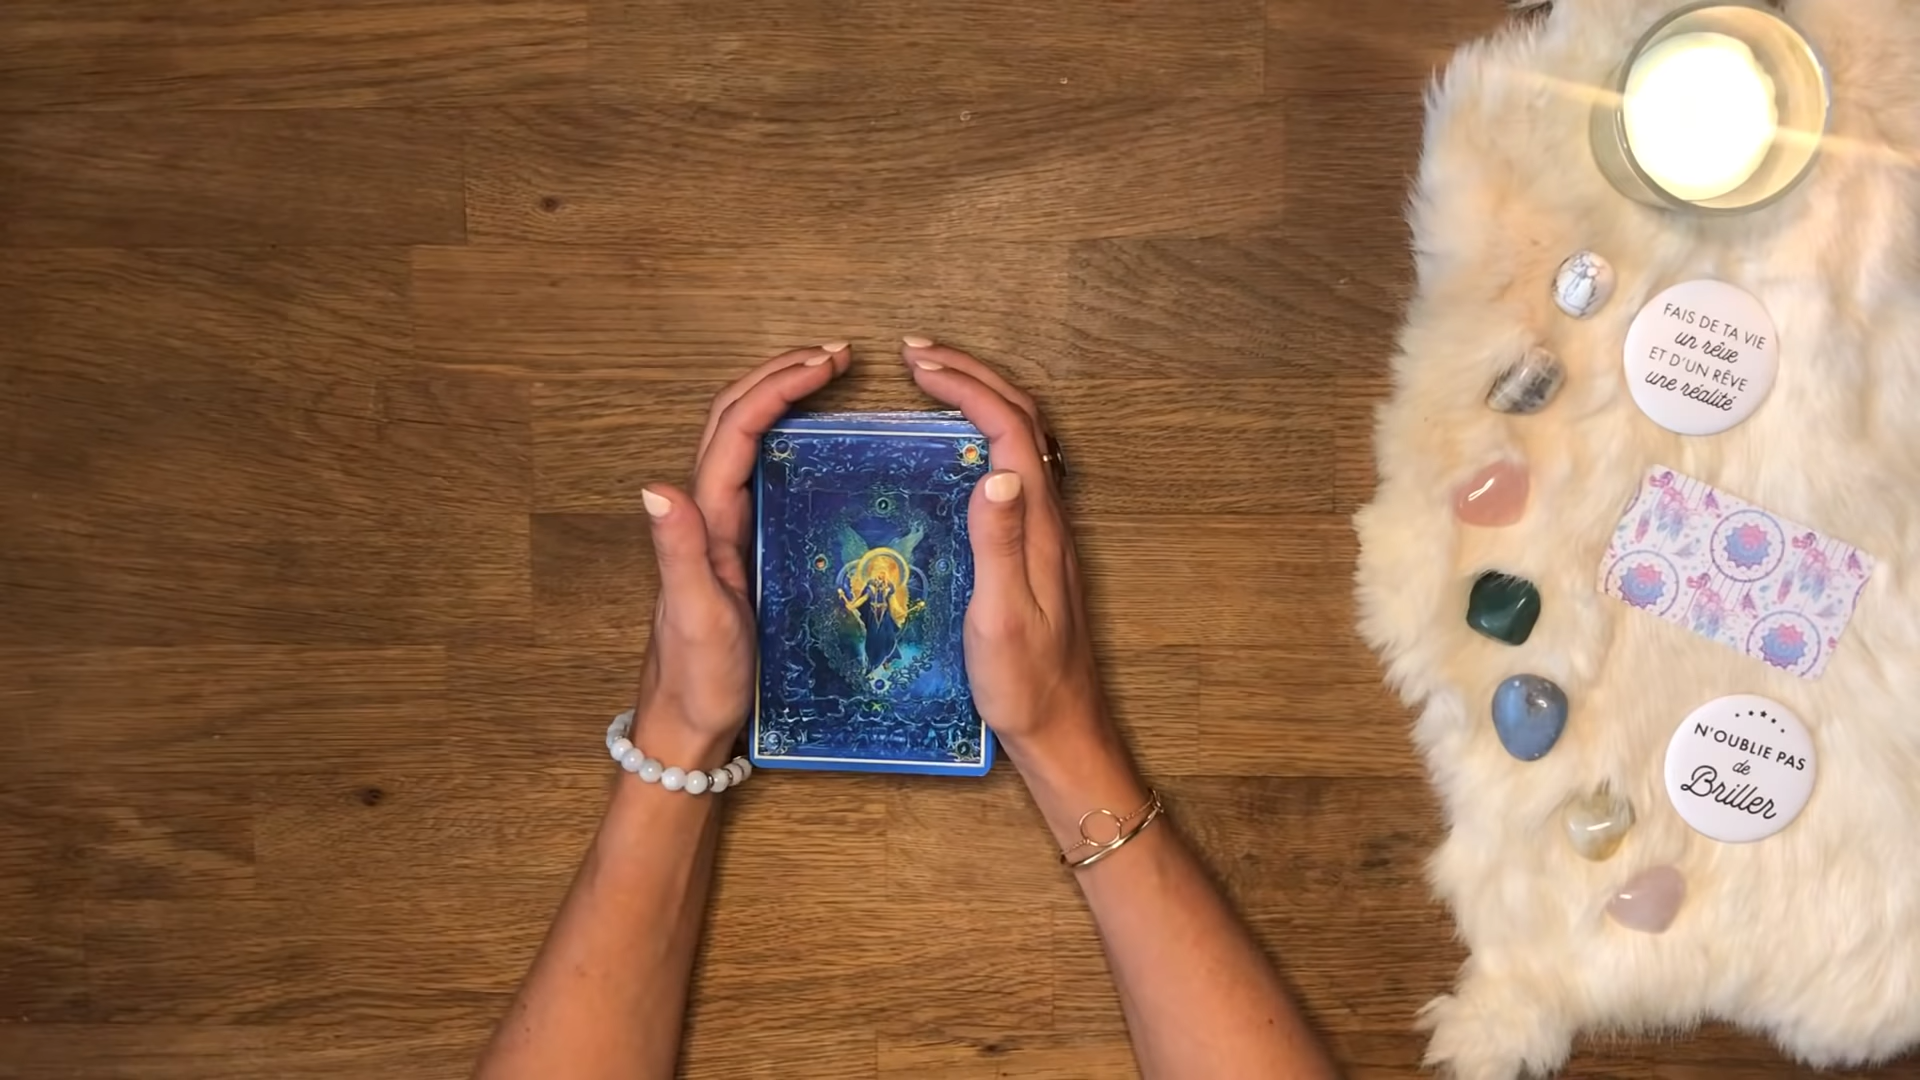 FAIS DE TA VIE
un rêve
ET D'UN RÊVE
une réalité
N'OUBLIE PAS
de
Briller